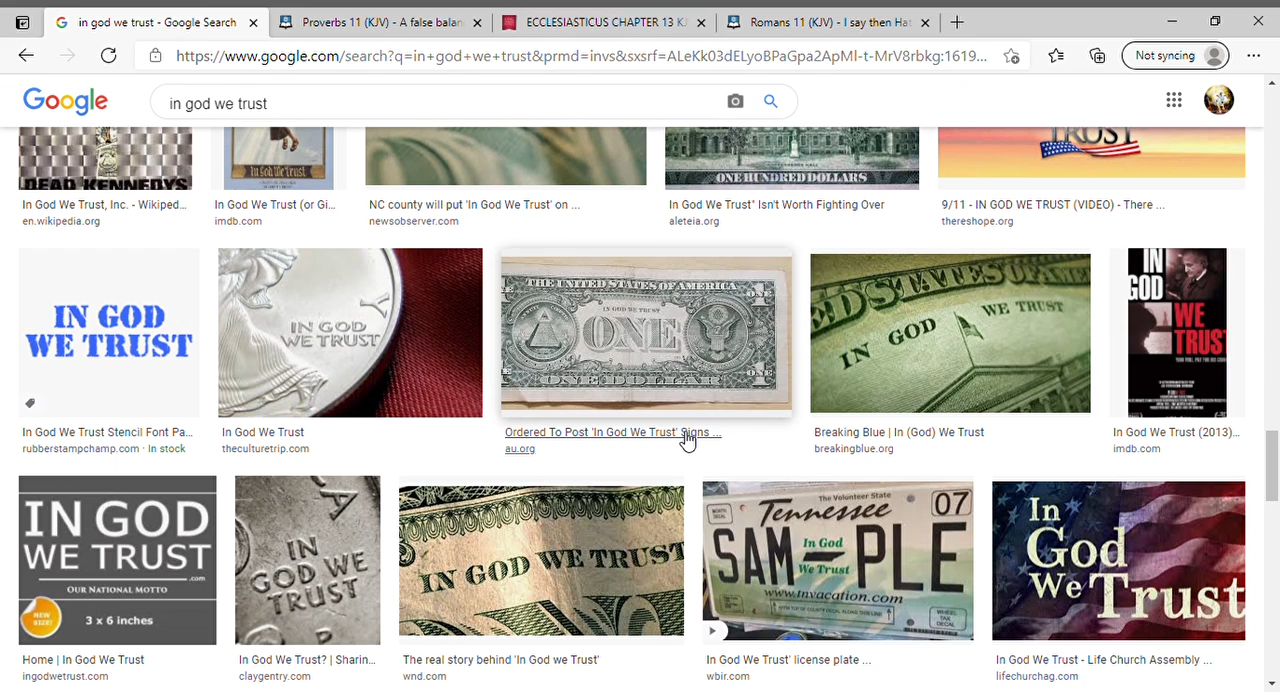 in god we trust - Google Search
Proverbs 11 (KJV) - A false balan
ECCLESIASTICUS CHAPTER 13 KJ
Romans 11 (KJV) - I say then Hat
https://www.google.com/search?q=in+god+we+trust&prmd=invs&sxsrf=ALeKk03dELyoBPaGpa2ApMl-t-MrV8rbkg:1619...
Not syncing
Google
in god we trust
DEAD KENNEDYS
In God We Trust
ONE HUNDRED DOLLARS
TRUST
In God We Trust, Inc. - Wikiped...
In God We Trust (or Gi...
NC county will put 'In God We Trust' on ...
In God We Trust" Isn't Worth Fighting Over
9/11 - IN GOD WE TRUST (VIDEO) - There ...
en.wikipedia.org
imdb.com
newsobserver.com
aleteia.org
thereshope.org
IN GOD
WE TRUST
IN GOD
WE TRUST
Y
THE UNITED STATES OF AMERICA
IN GOD WE TRUST
ONE
ONE DOLLAR
ED STATES OF AM
IN GOD WE TRUST
IN
GOD
WE
TRUS
In God We Trust Stencil Font Pa...
In God We Trust
Ordered To Post 'In God We Trust' Signs ...
Breaking Blue | In (God) We Trust
In God We Trust (2013)...
rubberstampchamp.com · In stock
theculturetrip.com
au.org
breakingblue.org
imdb.com
IN GOD
WE TRUST
.com
OUR NATIONAL MOTTO
NEW
SIZE!
3 x 6 inches
IN
GOD WE
TRUST
IN GOD WE TRUST
The Volunteer State
Tennessee
07
SAM PLE
In God
We Trust
www.tnvacation.com
WHEEL
TAX
DECAL
In
God
We Trust
Home | In God We Trust
In God We Trust? | Sharin...
The real story behind 'In God we Trust'
In God We Trust' license plate ...
In God We Trust - Life Church Assembly ...
ingodwetrust.com
claygentry.com
wnd.com
wbir.com
lifechurchag.com